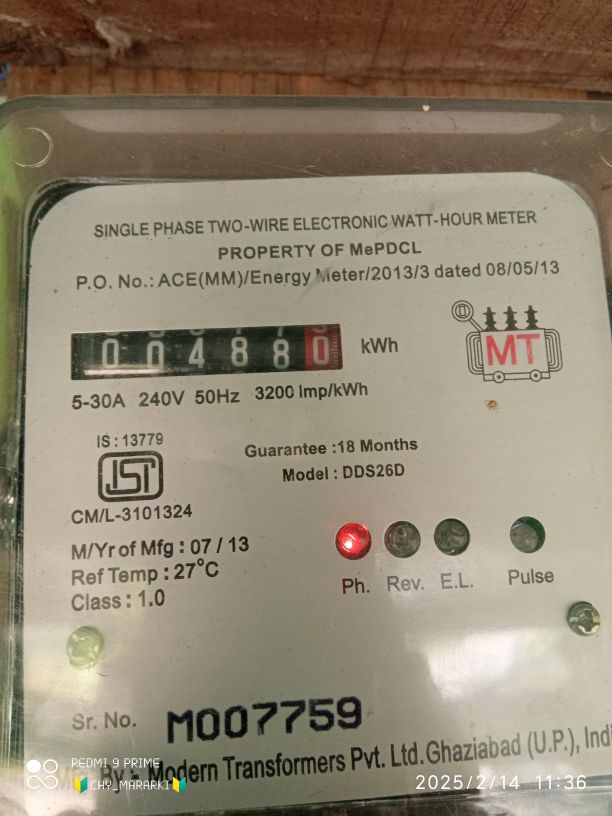 SINGLE PHASE TWO-WIRE ELECTRONIC WATT-HOUR METER
PROPERTY OF MePDCL
P.O. No.: ACE(MM)/Energy Meter/2013/3 dated 08/05/13
004880 kWh
MT
5-30A 240V 50Hz 3200 Imp/kWh
IS : 13779
Guarantee :18 Months
Model : DDS26D
CM/L-3101324
M/Yr of Mfg : 07 / 13
Ref Temp : 27°C
Class : 1.0
Ph. Rev. E.L. Pulse
Sr. No. M007759
By :- Modern Transformers Pvt. Ltd. Ghaziabad (U.P.), Indi
REDMI 9 PRIME
🔰CHY_MARARKI🔰
2025/2/14 11:36